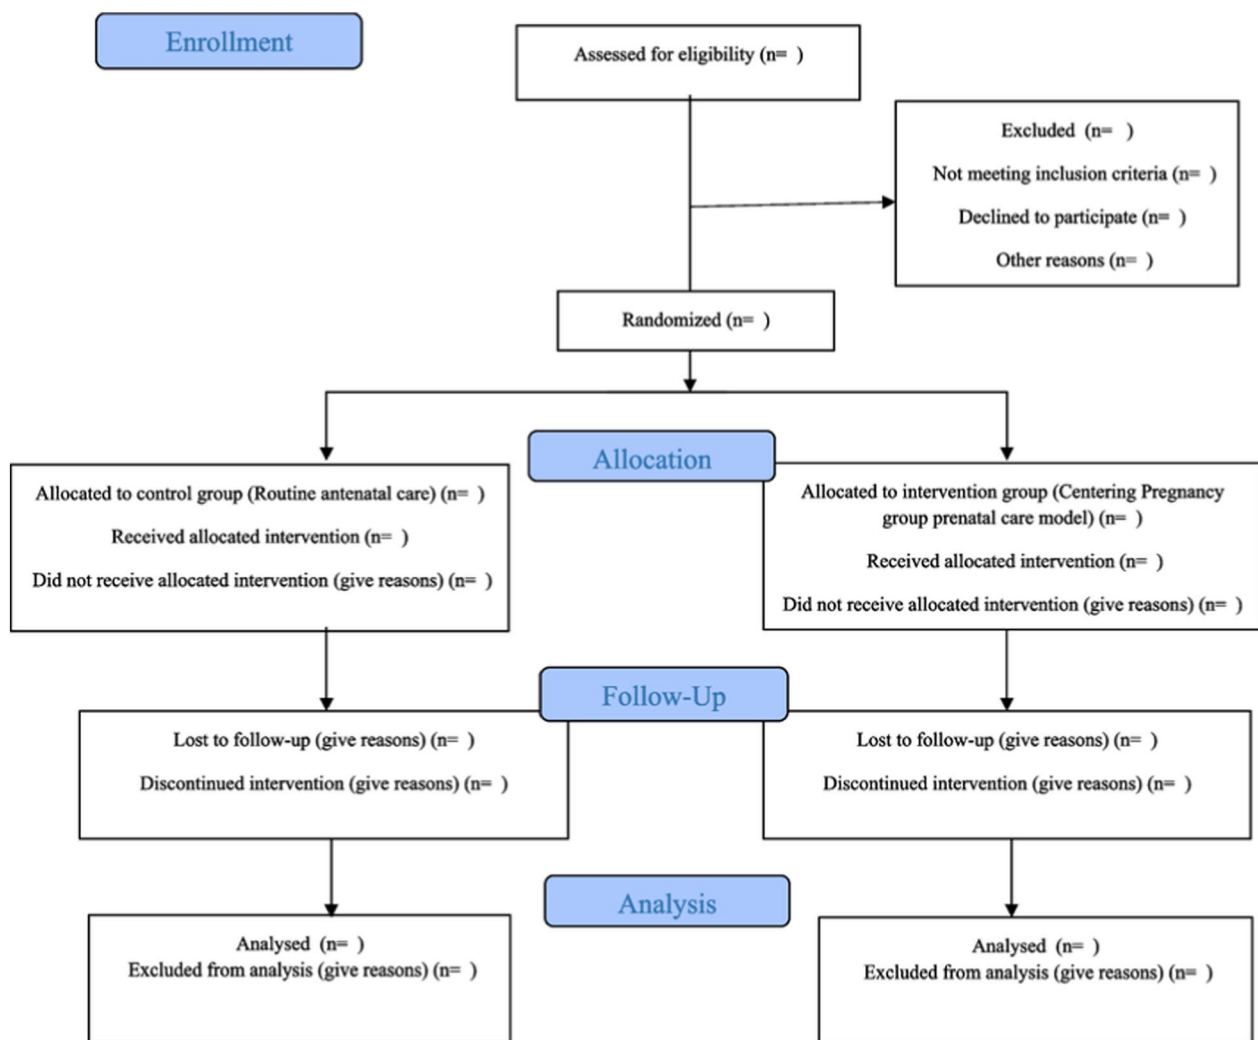 Enrollment
Assessed for eligibility (n=  )
Excluded  (n=   )
Not meeting inclusion criteria (n=  )
Declined to participate (n=  )
Other reasons (n=  )
Randomized (n=  )
Allocation
Allocated to control group (Routine antenatal care) (n=  )
Received allocated intervention (n=  )
Did not receive allocated intervention (give reasons) (n=  )
Allocated to intervention group (Centering Pregnancy
group prenatal care model) (n=  )
Received allocated intervention (n=  )
Did not receive allocated intervention (give reasons) (n=  )
Follow-Up
Lost to follow-up (give reasons) (n=  )
Discontinued intervention (give reasons) (n=  )
Lost to follow-up (give reasons) (n=  )
Discontinued intervention (give reasons) (n=  )
Analysis
Analysed  (n=  )
Excluded from analysis (give reasons) (n=  )
Analysed  (n=  )
Excluded from analysis (give reasons) (n=  )